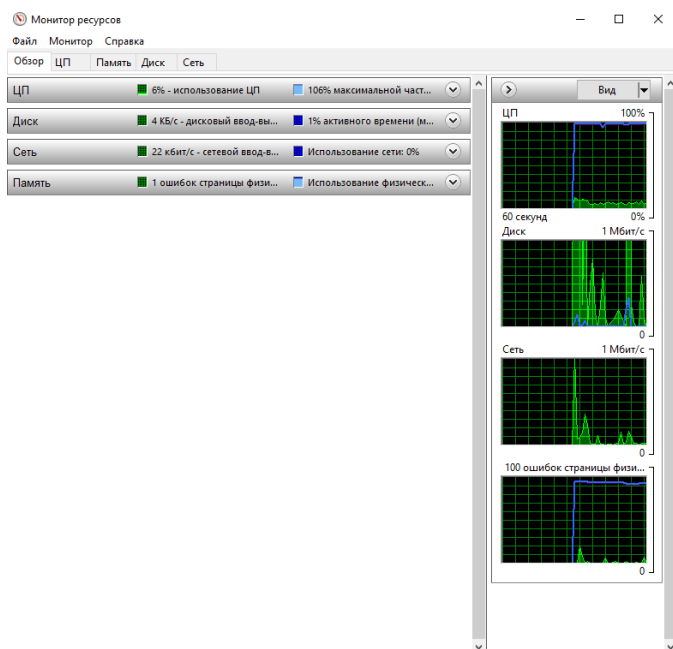 Монитор ресурсов
Файл Монитор Справка
Обзор ЦП Память Диск Сеть
ЦП 6% - использование ЦП 106% максимальной част...
Диск 4 КБ/с - дисковый ввод-вы... 1% активного времени (м...
Сеть 22 кбит/с - сетевой ввод-в... Использование сети: 0%
Память 1 ошибок страницы физи... Использование физическ...
Вид
ЦП 100%
60 секунд 0%
Диск 1 Мбит/с
0
Сеть 1 Мбит/с
0
100 ошибок страницы физи...
0